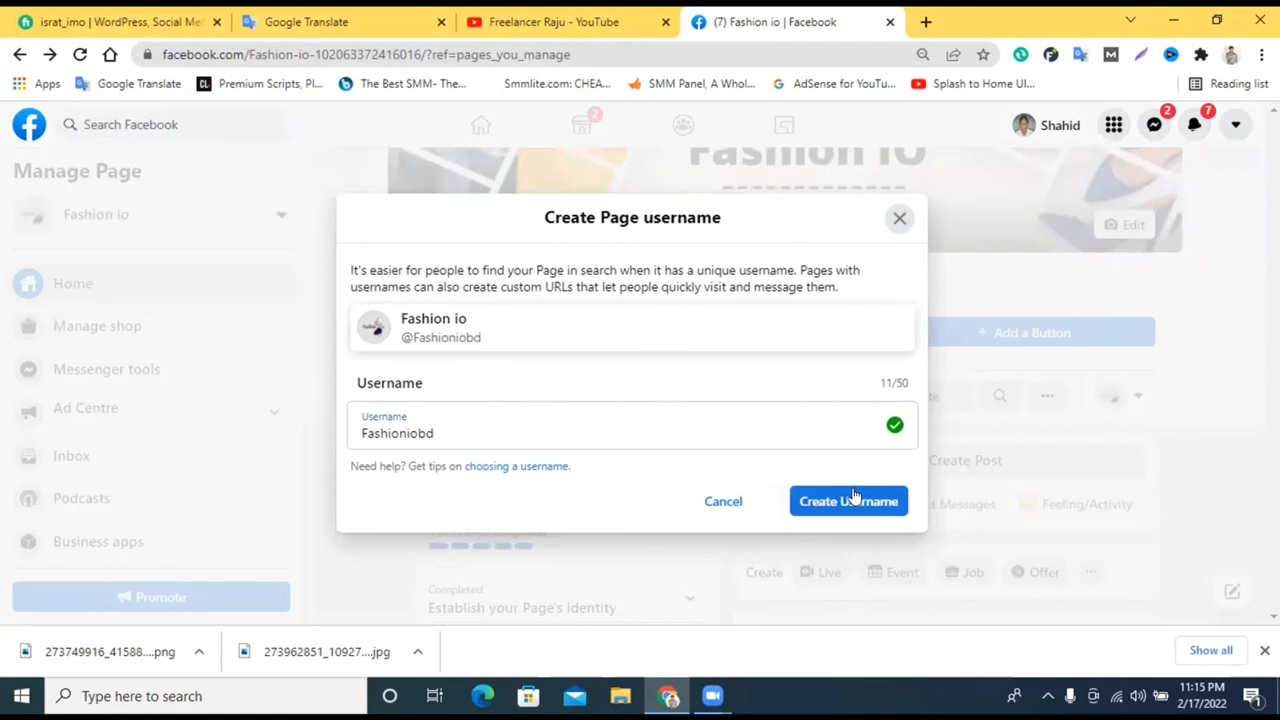 israt_imo | WordPress, Social Me
Google Translate
Freelancer Raju - YouTube
(7) Fashion io | Facebook
facebook.com/Fashion-io-102063372416016/?ref=pages_you_manage
Apps
Google Translate
Premium Scripts, Pl...
The Best SMM- The...
Smmlite.com: CHEA...
SMM Panel, A Whol...
AdSense for YouTu...
Splash to Home UI...
Reading list
Search Facebook
2
Shahid
2
7
Manage Page
Fashion IO
Fashion io
Edit
Create Page username
It's easier for people to find your Page in search when it has a unique username. Pages with
usernames can also create custom URLs that let people quickly visit and message them.
Home
Fashion io
@Fashioniobd
Manage shop
+ Add a Button
Messenger tools
Username
11/50
Ad Centre
Username
Fashioniobd
Inbox
Need help? Get tips on choosing a username.
Create Post
Podcasts
Cancel
Create Username
Messages
Feeling/Activity
Business apps
Create
Live
Event
Job
Offer
Promote
Completed
Establish your Page's identity
273749916_41588....png
273962851_10927....jpg
Show all
Type here to search
11:15 PM
2/17/2022
1